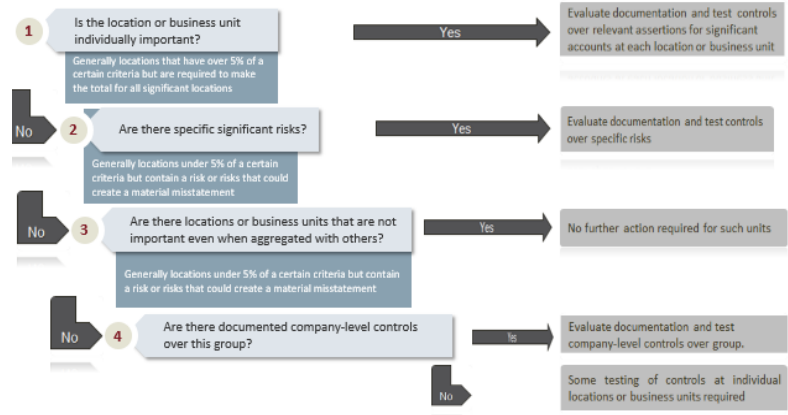 1
Is the location or business unit
individually important?
Yes
Evaluate documentation and test controls
over relevant assertions for significant
accounts at each location or business unit
Generally locations that have over 5% of a
certain criteria but are required to make
the total for all significant locations
No
2
Are there specific significant risks?
Yes
Evaluate documentation and test controls
over specific risks
Generally locations under 5% of a certain
criteria but contain a risk or risks that could
create a material misstatement
No
3
Are there locations or business units that are not
important even when aggregated with others?
Yes
No further action required for such units
Generally locations under 5% of a certain criteria but contain
a risk or risks that could create a material misstatement
No
4
Are there documented company-level controls
over this group?
Yes
Evaluate documentation and test
company-level controls over group.
No
Some testing of controls at individual
locations or business units required